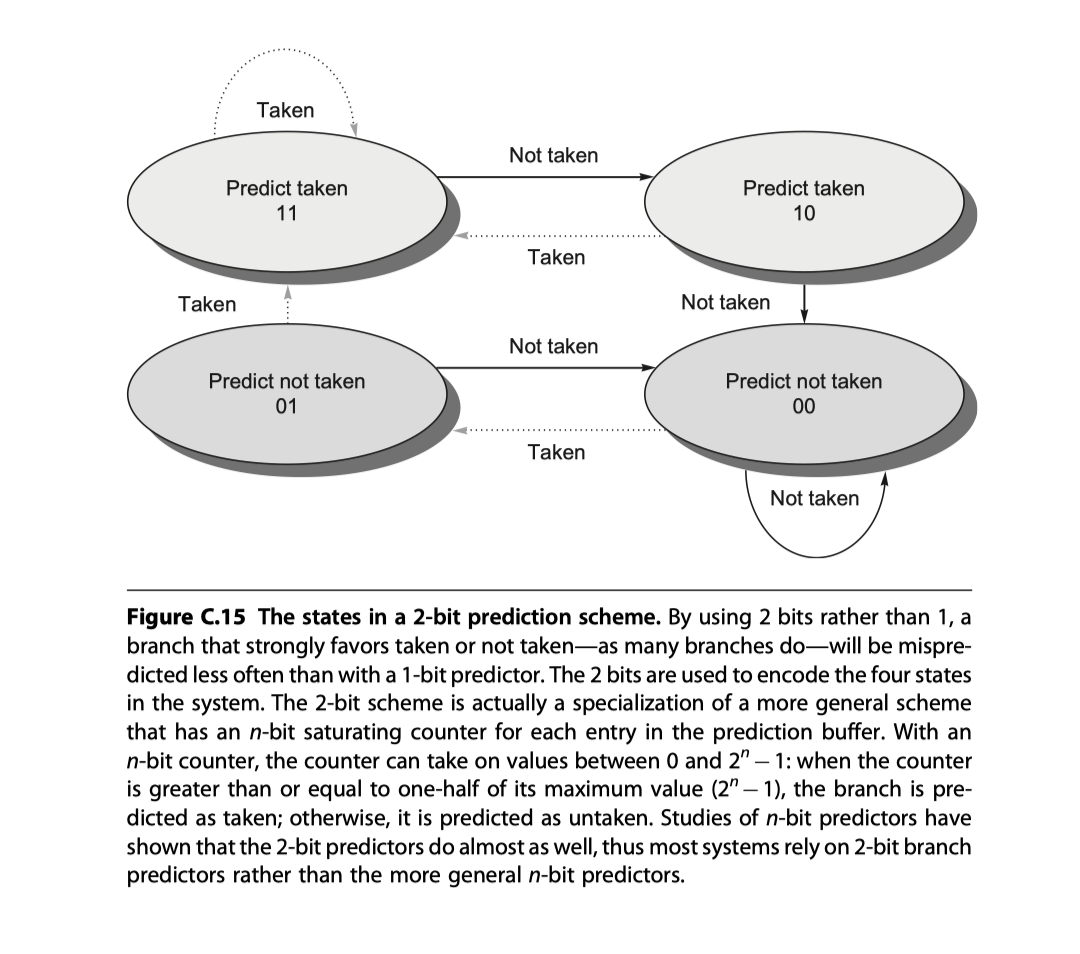 Taken
Not taken
Predict taken
11
Predict taken
10
Taken
Taken
Not taken
Not taken
Predict not taken
01
Predict not taken
00
Taken
Not taken
Figure C.15 The states in a 2-bit prediction scheme. By using 2 bits rather than 1, a
branch that strongly favors taken or not taken—as many branches do—will be mispre-
dicted less often than with a 1-bit predictor. The 2 bits are used to encode the four states
in the system. The 2-bit scheme is actually a specialization of a more general scheme
that has an n-bit saturating counter for each entry in the prediction buffer. With an
n-bit counter, the counter can take on values between 0 and 2ⁿ – 1: when the counter
is greater than or equal to one-half of its maximum value (2ⁿ – 1), the branch is pre-
dicted as taken; otherwise, it is predicted as untaken. Studies of n-bit predictors have
shown that the 2-bit predictors do almost as well, thus most systems rely on 2-bit branch
predictors rather than the more general n-bit predictors.